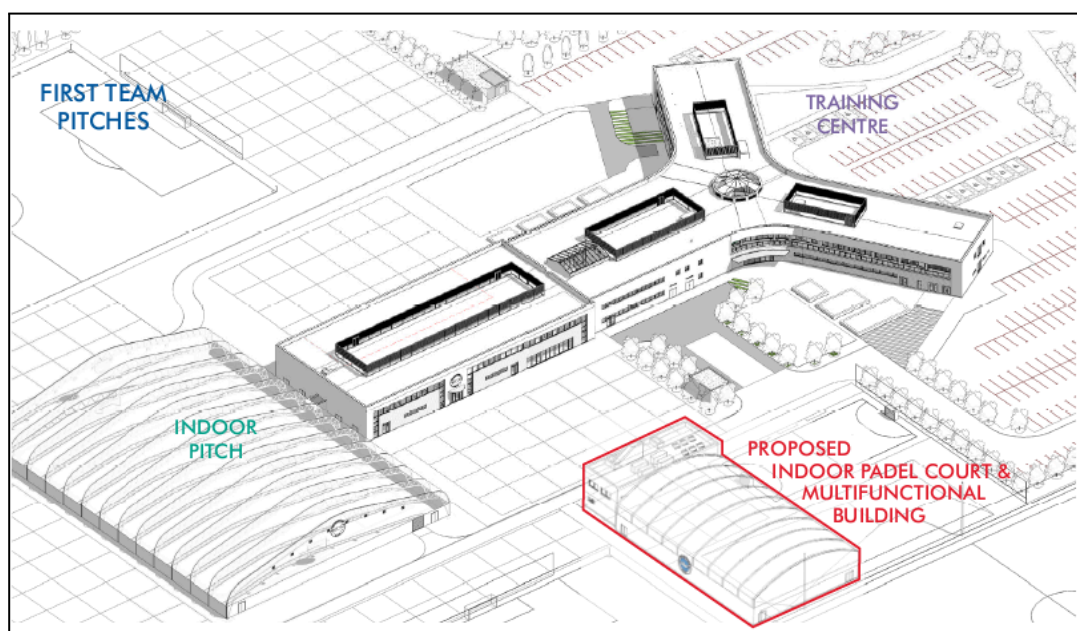 FIRST TEAM
PITCHES
TRAINING
CENTRE
INDOOR
PITCH
PROPOSED
INDOOR PADEL COURT &
MULTIFUNCTIONAL
BUILDING